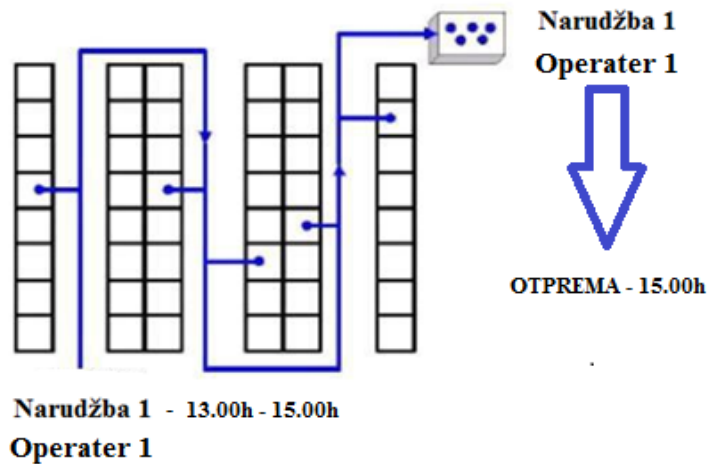 Narudžba 1
Operater 1
OTPREMA - 15.00h
Narudžba 1 - 13.00h - 15.00h
Operater 1